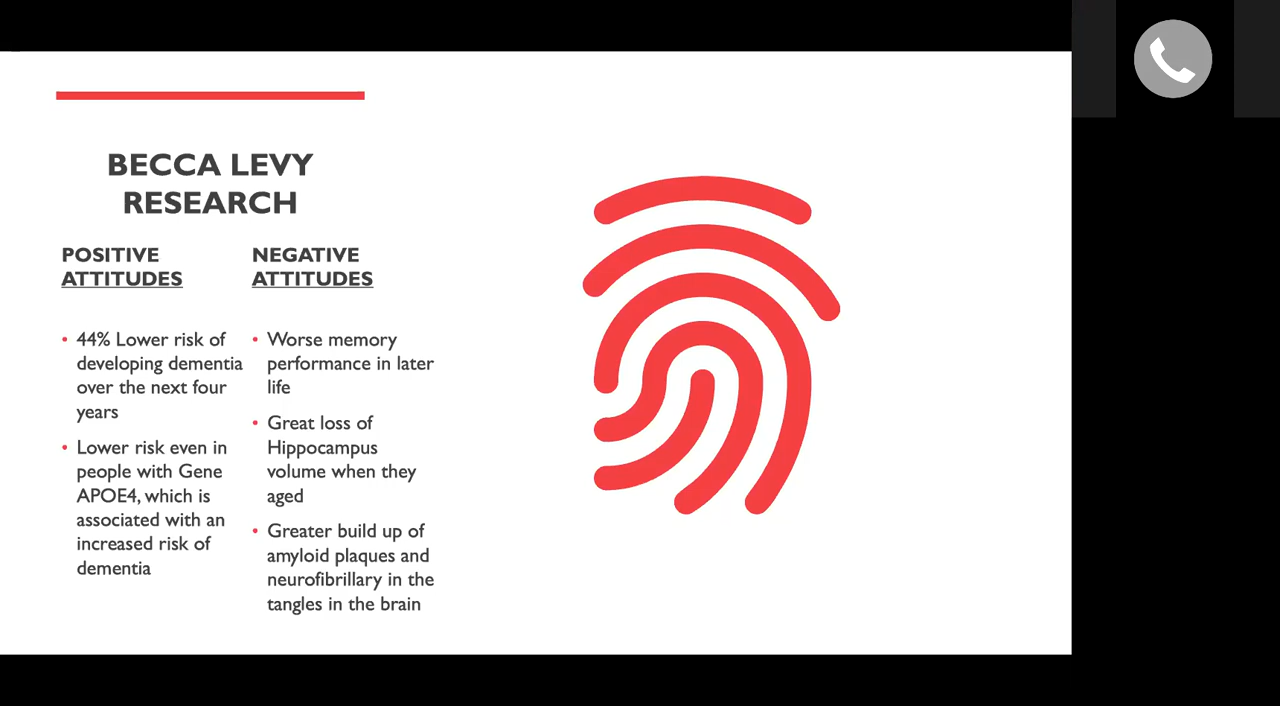 BECCA LEVY
RESEARCH
POSITIVE
ATTITUDES
• 44% Lower risk of
developing dementia
over the next four
years
• Lower risk even in
people with Gene
APOE4, which is
associated with an
increased risk of
dementia
NEGATIVE
ATTITUDES
• Worse memory
performance in later
life
• Great loss of
Hippocampus
volume when they
aged
• Greater build up of
amyloid plaques and
neurofibrillary in the
tangles in the brain